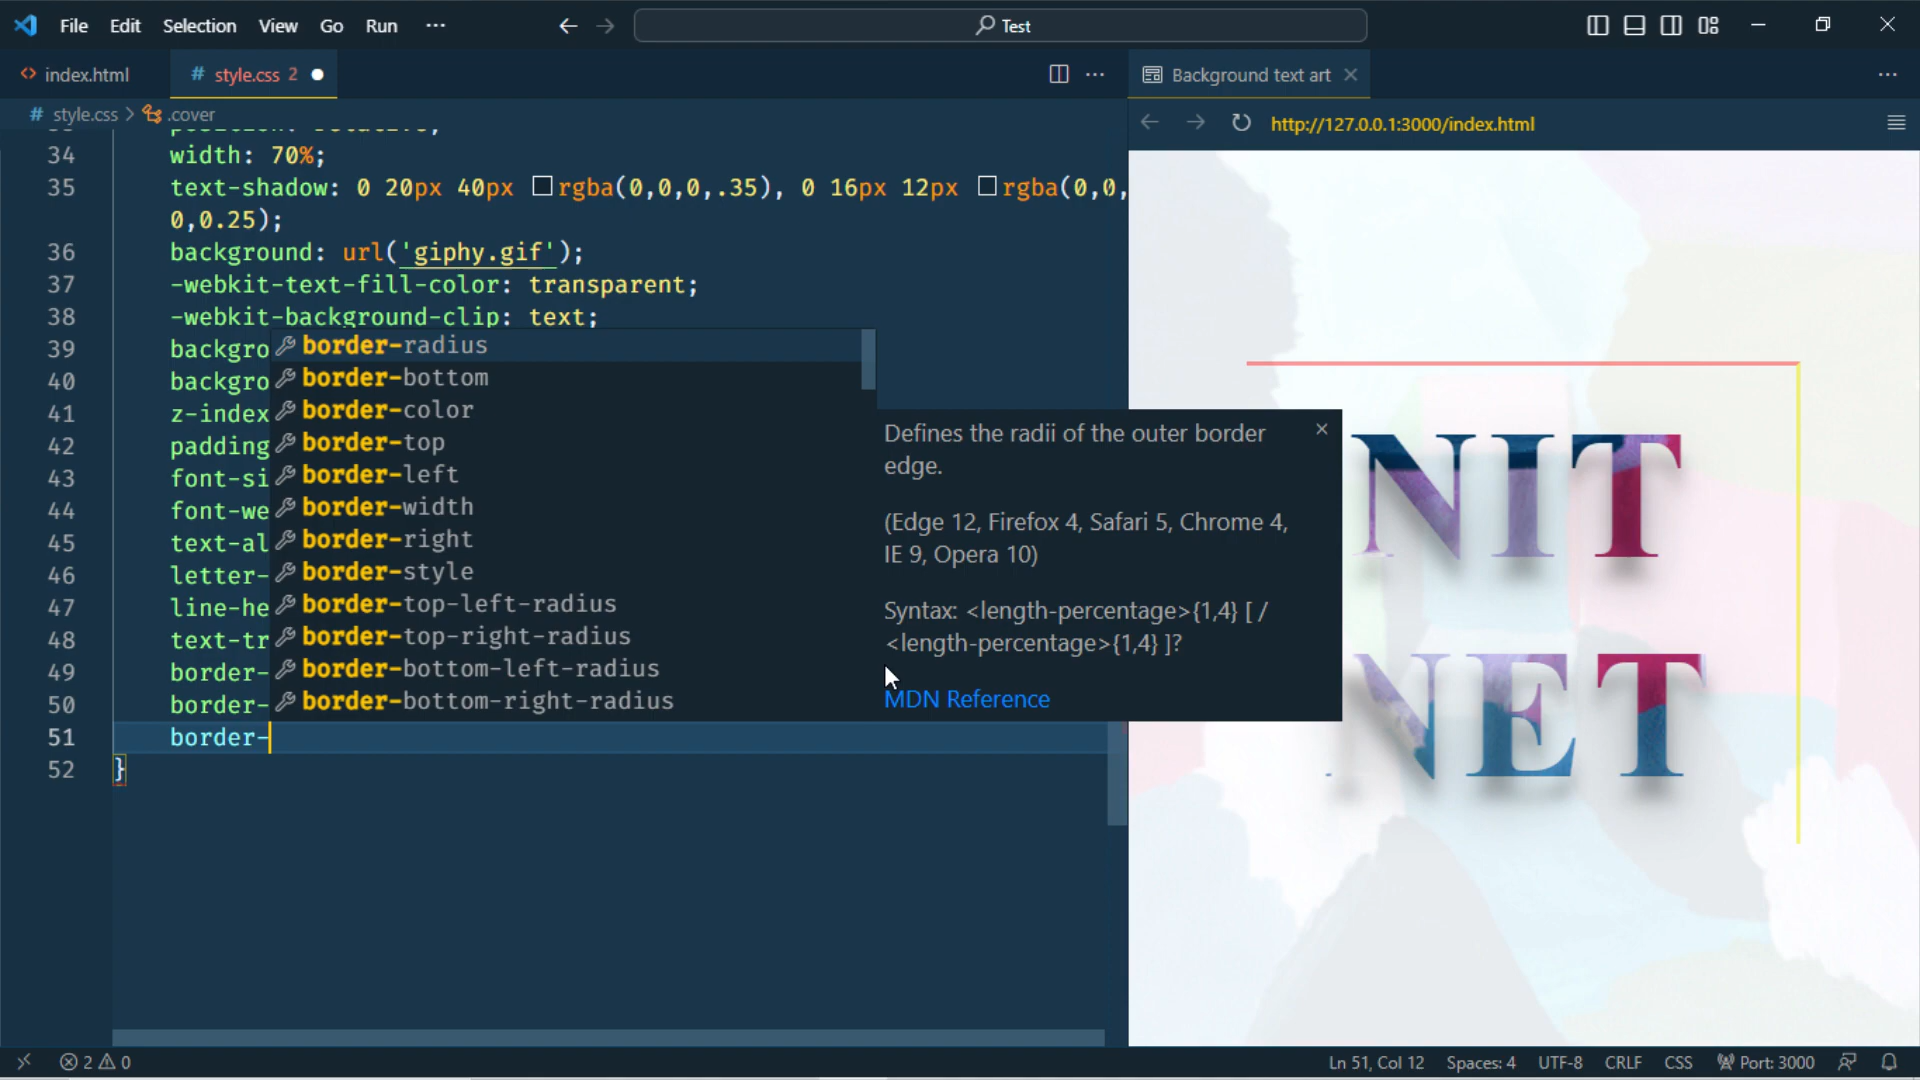 File Edit Selection View Go Run ···
Test
index.html
# style.css 2
Background text art
# style.css > .cover
http://127.0.0.1:3000/index.html
34 width: 70%;
35 text-shadow: 0 20px 40px rgba(0,0,0,.35), 0 16px 12px rgba(0,0,
0,0.25);
36 background: url('giphy.gif');
37 -webkit-text-fill-color: transparent;
38 -webkit-background-clip: text;
39 backgro
40 backgro
41 z-index
42 padding
43 font-si
44 font-we
45 text-al
46 letter-
47 line-he
48 text-tr
49 border-
50 border-
51 border-
52 }
border-radius
border-bottom
border-color
border-top
border-left
border-width
border-right
border-style
border-top-left-radius
border-top-right-radius
border-bottom-left-radius
border-bottom-right-radius
Defines the radii of the outer border
edge.
(Edge 12, Firefox 4, Safari 5, Chrome 4,
IE 9, Opera 10)
Syntax: <length-percentage>{1,4} [ /
<length-percentage>{1,4} ]?
MDN Reference
NIT
NET
2 0
Ln 51, Col 12 Spaces: 4 UTF-8 CRLF CSS Port: 3000